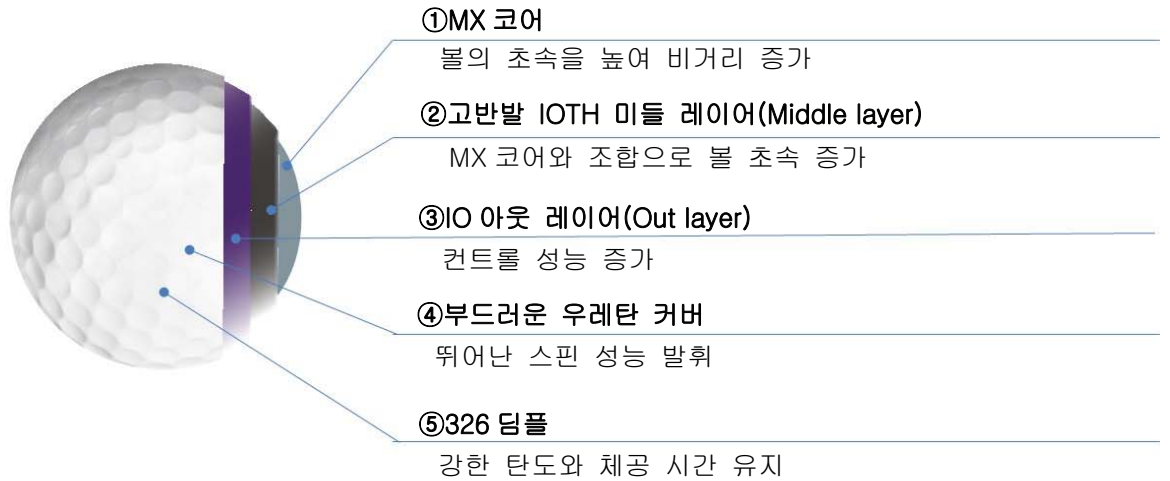 ①MX 코어
볼의 초속을 높여 비거리 증가
②고반발 IOTH 미들 레이어(Middle layer)
MX 코어와 조합으로 볼 초속 증가
③IO 아웃 레이어(Out layer)
컨트롤 성능 증가
④부드러운 우레탄 커버
뛰어난 스핀 성능 발휘
⑤326 딤플
강한 탄도와 체공 시간 유지